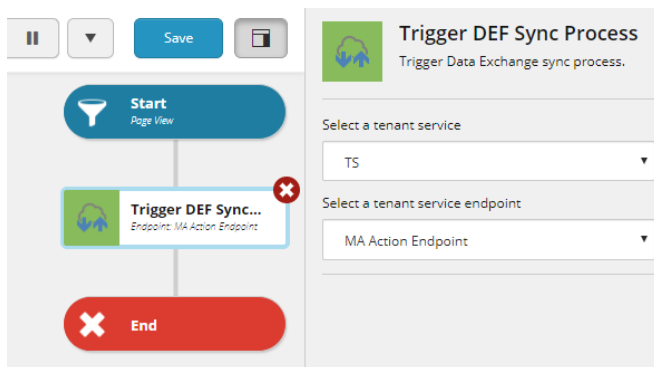 Save
Start
Page View
Trigger DEF Sync...
Endpoint: MA Action Endpoint
End
Trigger DEF Sync Process
Trigger Data Exchange sync process.
Select a tenant service
TS
Select a tenant service endpoint
MA Action Endpoint